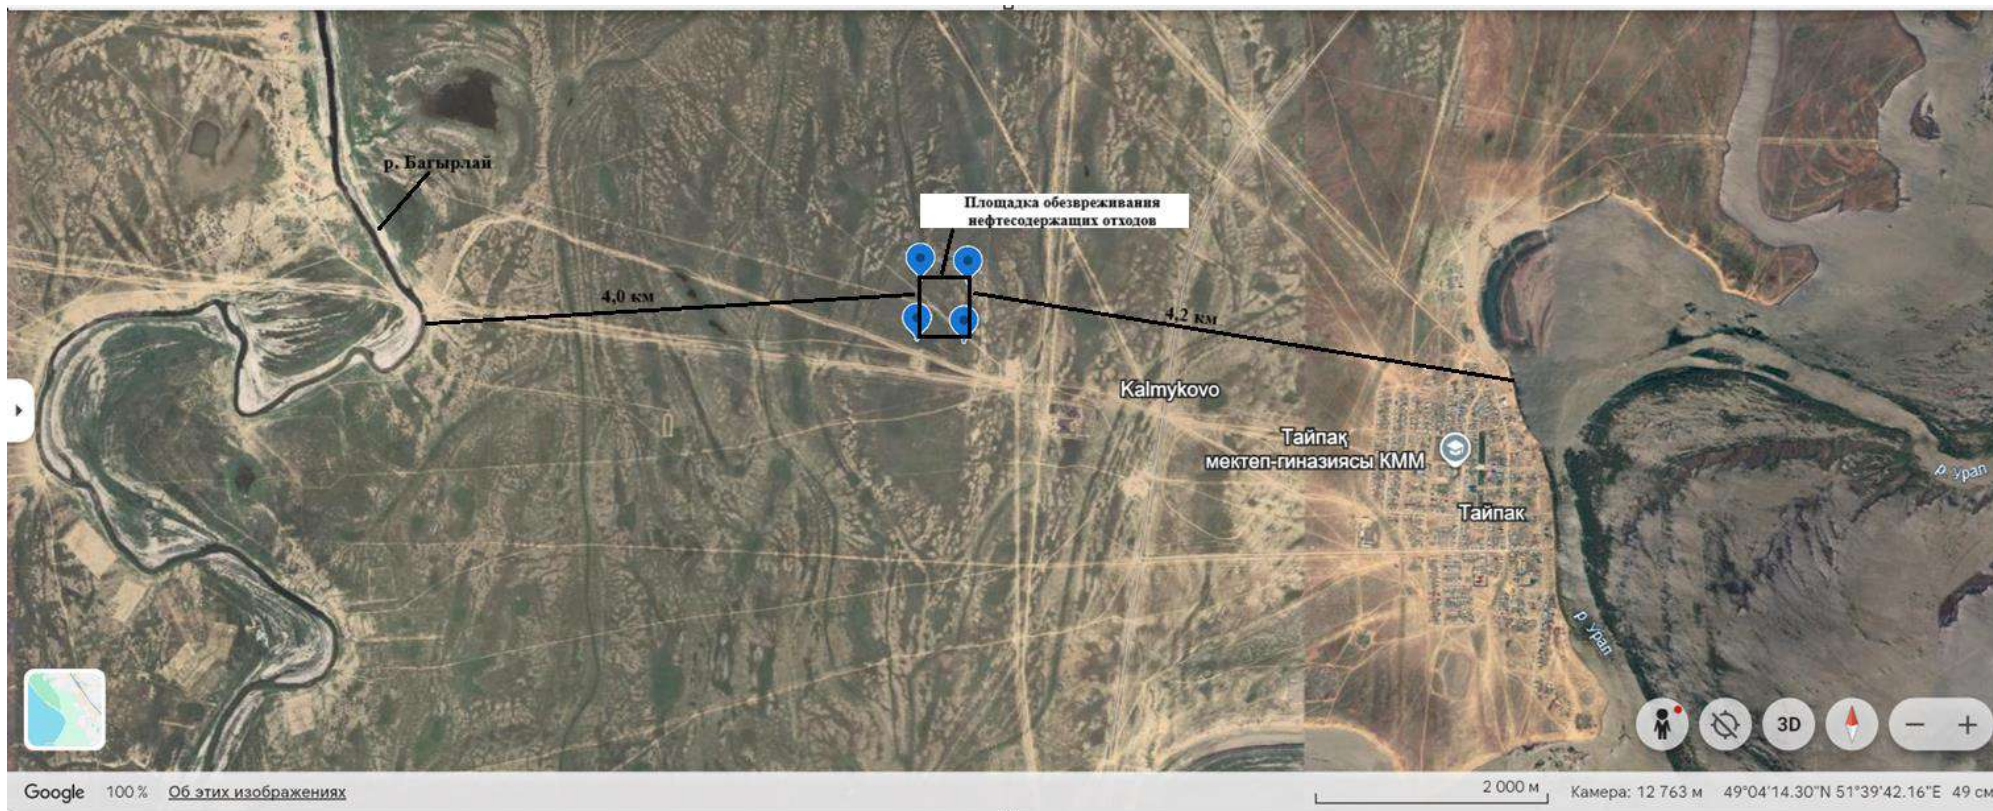 р. Багырлай
Площадка обезвреживания
нефтесодержащих отходов
4,0 км
4,2 км
Kalmykovo
Тайпақ
мектеп-гиназиясы КММ
Тайпак
р. Урал
р. Урал
3D
Google 100 % Об этих изображениях
2 000 м Камера: 12 763 м 49°04'14.30"N 51°39'42.16"E 49 см